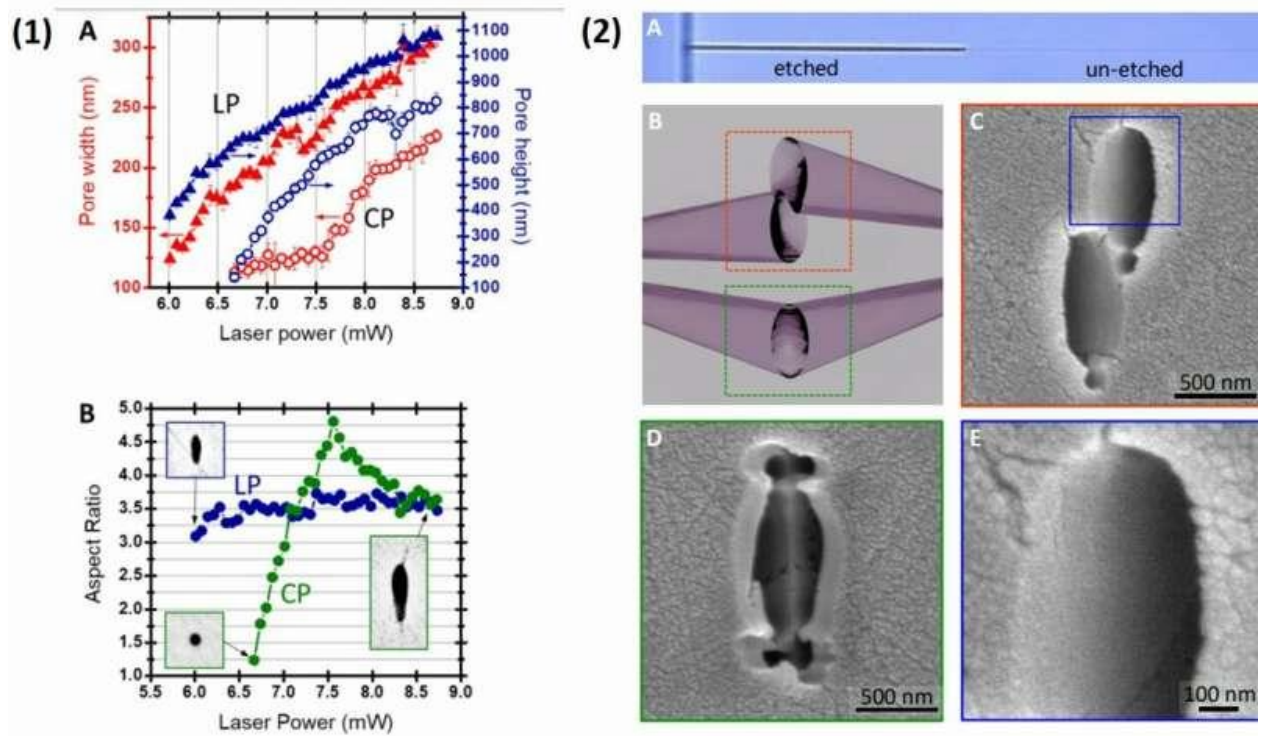 (1)
A
Pore width (nm)
300
250
200
150
100
LP
CP
1100
1000
900
800
700
600
500
400
300
200
100
Pore height (nm)
6.0 6.5 7.0 7.5 8.0 8.5 9.0
Laser power (mW)
B
Aspect Ratio
5.0
4.5
4.0
3.5
3.0
2.5
2.0
1.5
1.0
LP
CP
5.5 6.0 6.5 7.0 7.5 8.0 8.5 9.0
Laser Power (mW)
(2)
A
etched un-etched
B
C
500 nm
D
500 nm
E
100 nm